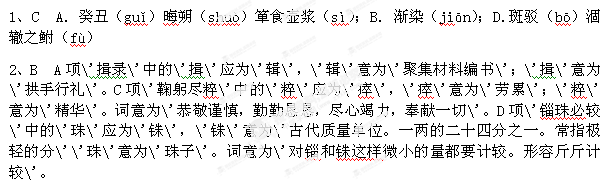 1、C A. 癸丑（guǐ）晦朔（shuò）箪食壶浆（sì）；B. 渐染（jiān）；D.斑驳（bó）涸
辙之鲋（fù）
2、B A项\'揖录\'中的\'揖\'应为\'辑\'，\'辑\'意为\'聚集材料编书\'；\'揖\'意为
\'拱手行礼\'。C项\'鞠躬尽粹\'中的\'粹\'应为\'瘁\'，\'瘁\'意为\'劳累\'；\'粹\'
意为\'精华\'。词意为\'恭敬谨慎，勤勤恳恳，尽心竭力，奉献一切\'。D项\'锱珠必较
\'中的\'珠\'应为\'铢\'，\'铢\'意为\'古代质量单位。一两的二十四分之一。常指极
轻的分\'\'珠\'意为\'珠子\'。词意为\'对锱和铢这样微小的量都要计较。形容斤斤计
较\'。